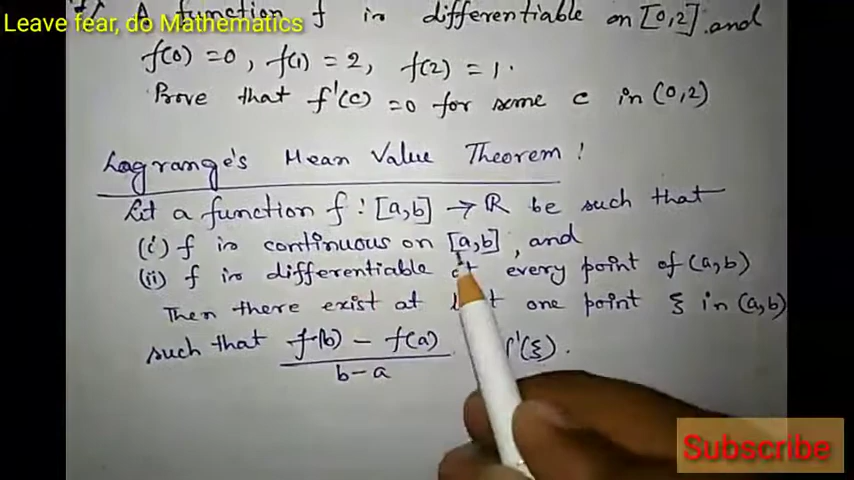 Leave fear, do Mathematics
A function f is differentiable on [0,2] and
f(0) = 0, f(1) = 2, f(2) = 1.
Prove that f'(c) = 0 for some c in (0,2)
Lagrange's Mean Value Theorem :
Let a function f : [a,b] → R be such that
(i) f is continuous on [a,b], and
(ii) f is differentiable at every point of (a,b)
Then there exist at one point ξ in (a,b)
such that f(b) - f(a) / b - a f'(ξ).
Subscribe